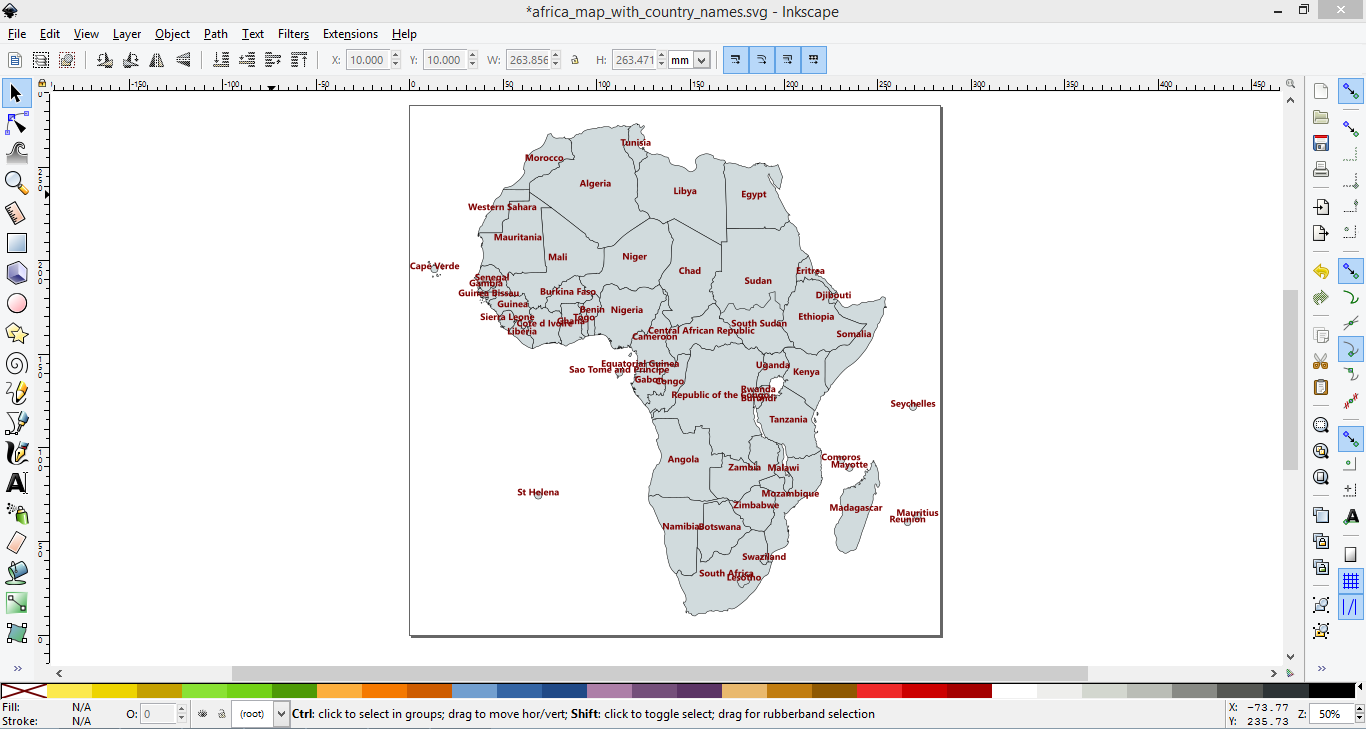 *africa_map_with_country_names.svg - Inkscape
File Edit View Layer Object Path Text Filters Extensions Help
X: 10.000 Y: 10.000 W: 263.856 H: 263.471 mm
-150 -100 -50 0 50 100 150 200 250 300 350 400 450
Tunisia
Morocco
Algeria
Libya
Egypt
Western Sahara
Mauritania
Mali
Niger
Cape Verde
Chad
Eritrea
Senegal
Sudan
Gambia
Guinea Bissau
Burkina Faso
Djibouti
Guinea
Benin
Nigeria
Sierra Leone
Togo
Ethiopia
Cote d Ivoire
Ghana
South Sudan
Liberia
Central African Republic
Somalia
Cameroon
Equatorial Guinea
Uganda
Sao Tome and Principe
Kenya
Gabon
Congo
Rwanda
Republic of the Congo
Burundi
Seychelles
Tanzania
Comoros
Angola
Mayotte
Zambia
Malawi
St Helena
Mozambique
Zimbabwe
Madagascar
Mauritius
Reunion
Namibia
Botswana
Swaziland
South Africa
Lesotho
Fill: N/A
Stroke: N/A
O: 0
(root)
Ctrl: click to select in groups; drag to move hor/vert; Shift: click to toggle select; drag for rubberband selection
X: -73.77
Y: 235.73
Z: 50%